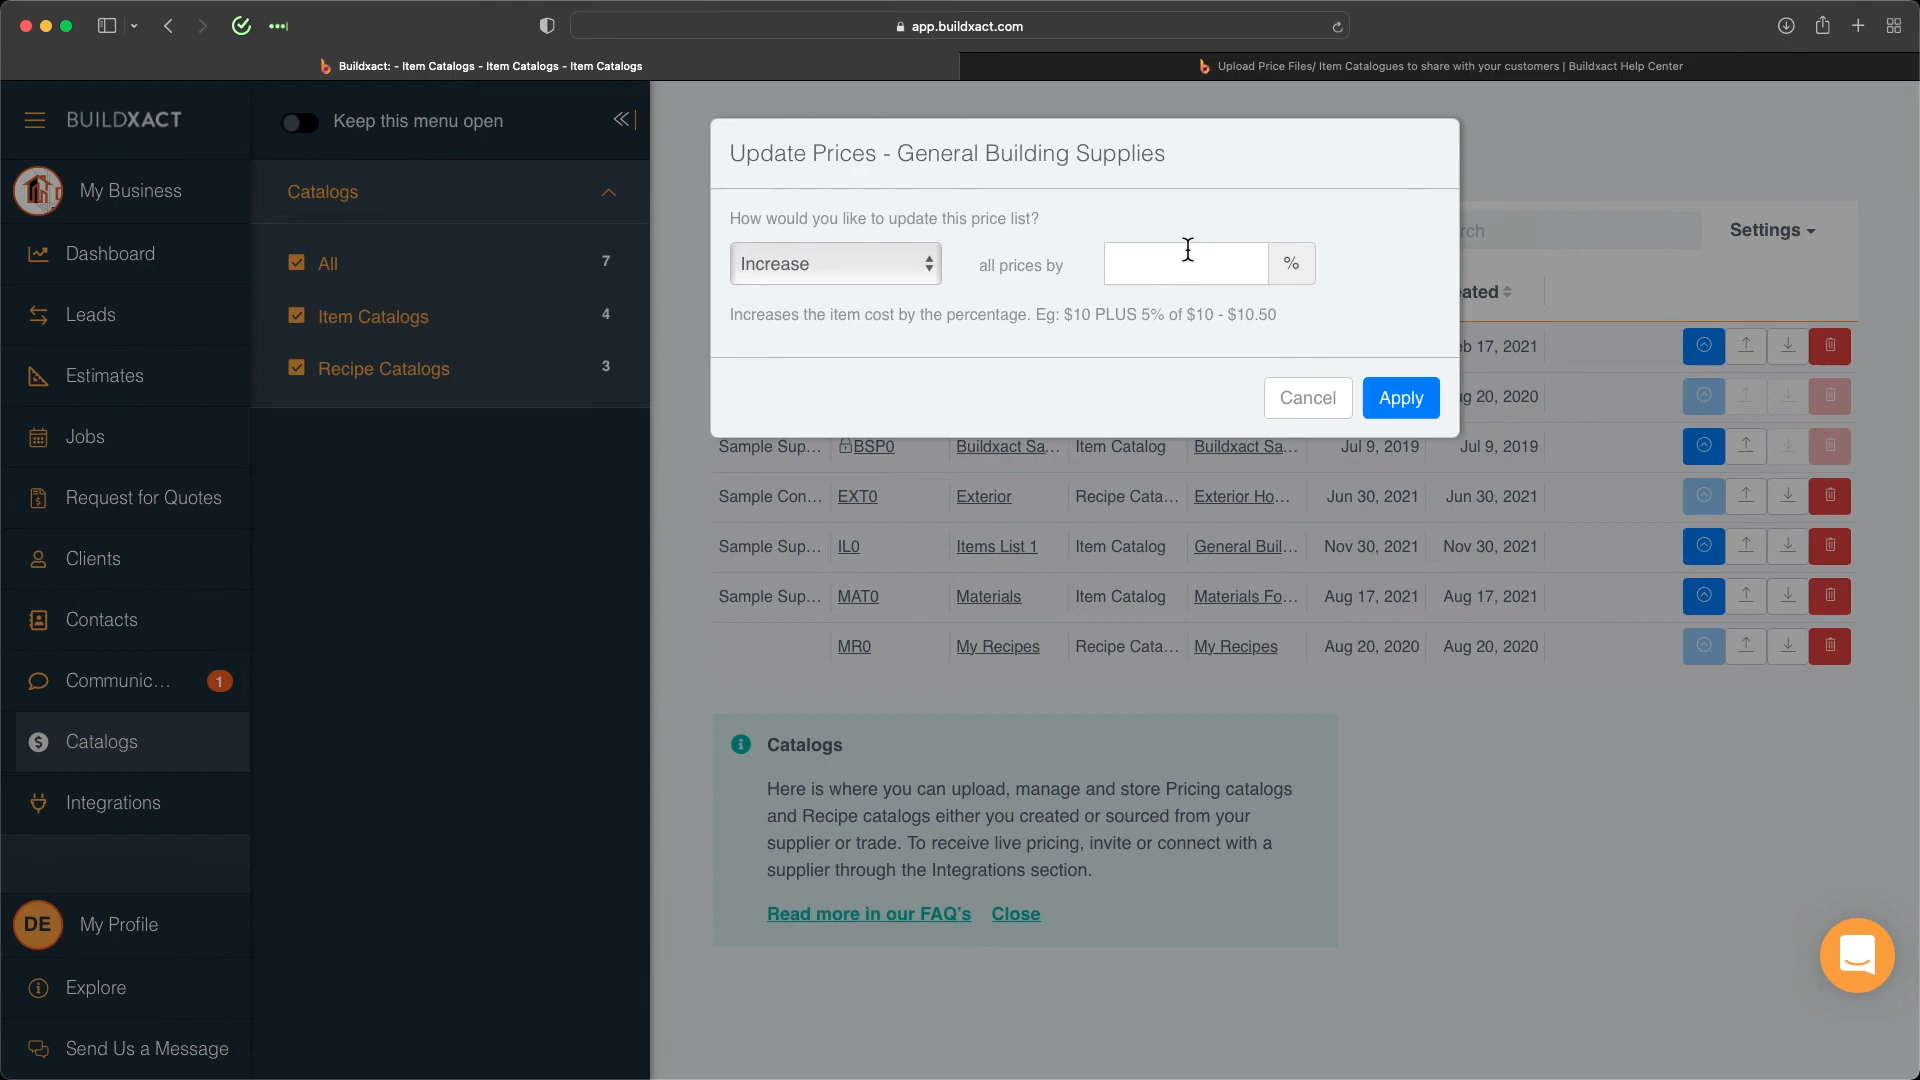 app.buildxact.com
Buildxact: - Item Catalogs - Item Catalogs - Item Catalogs
Upload Price Files/ Item Catalogues to share with your customers | Buildxact Help Center
BUILDXACT
Keep this menu open
My Business
Dashboard
Leads
Estimates
Jobs
Request for Quotes
Clients
Contacts
Communic... 1
Catalogs
Integrations
DE My Profile
Explore
Send Us a Message
Catalogs
All 7
Item Catalogs 4
Recipe Catalogs 3
Update Prices - General Building Supplies
How would you like to update this price list?
Increase all prices by %
Increases the item cost by the percentage. Eg: $10 PLUS 5% of $10 - $10.50
Cancel Apply
rch Settings
ated
eb 17, 2021
ug 20, 2020
Sample Sup... BSP0 Buildxact Sa... Item Catalog Buildxact Sa... Jul 9, 2019 Jul 9, 2019
Sample Con... EXT0 Exterior Recipe Cata... Exterior Ho... Jun 30, 2021 Jun 30, 2021
Sample Sup... IL0 Items List 1 Item Catalog General Buil... Nov 30, 2021 Nov 30, 2021
Sample Sup... MAT0 Materials Item Catalog Materials Fo... Aug 17, 2021 Aug 17, 2021
MR0 My Recipes Recipe Cata... My Recipes Aug 20, 2020 Aug 20, 2020
Catalogs
Here is where you can upload, manage and store Pricing catalogs
and Recipe catalogs either you created or sourced from your
supplier or trade. To receive live pricing, invite or connect with a
supplier through the Integrations section.
Read more in our FAQ's Close